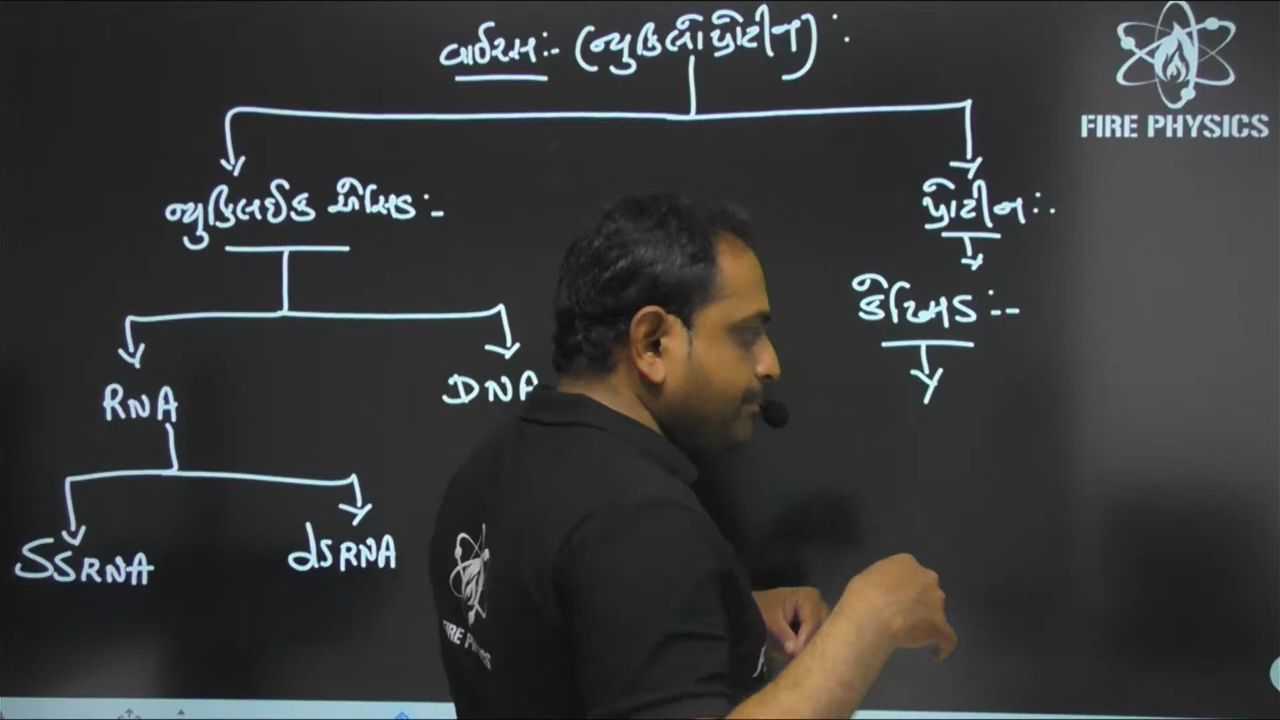 વાઈરસ:- (ન્યુક્લિઓપ્રોટીન) :
FIRE PHYSICS
ન્યુક્લિઈક એસિડ :-
પ્રોટીન :.
કેપ્સિડ :--
RNA
DNA
SSRNA
dsRNA